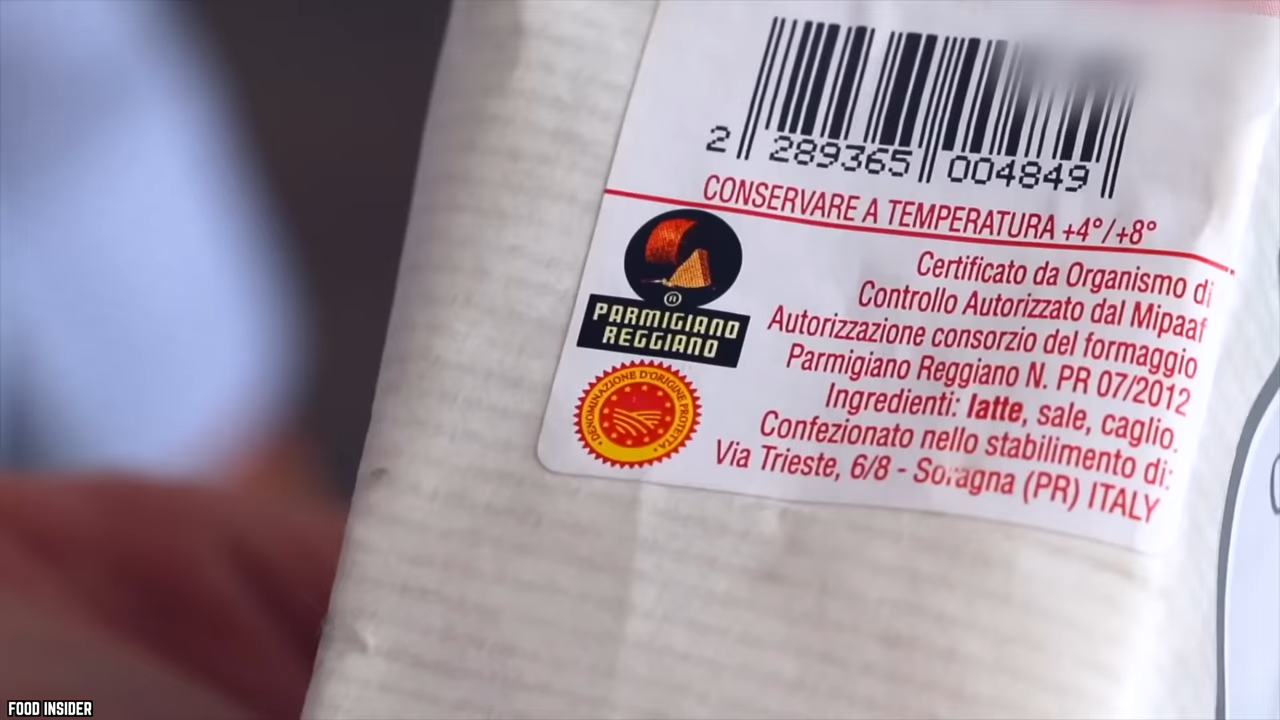 2 289365 004849
CONSERVARE A TEMPERATURA +4°/+8°
Certificato da Organismo di
Controllo Autorizzato dal Mipaaf
Autorizzazione consorzio del formaggio
Parmigiano Reggiano N. PR 07/2012
Ingredienti: latte, sale, caglio.
Confezionato nello stabilimento di:
Via Trieste, 6/8 - Soragna (PR) ITALY
®
PARMIGIANO
REGGIANO
DENOMINAZIONE D'ORIGINE PROTETTA
FOOD INSIDER